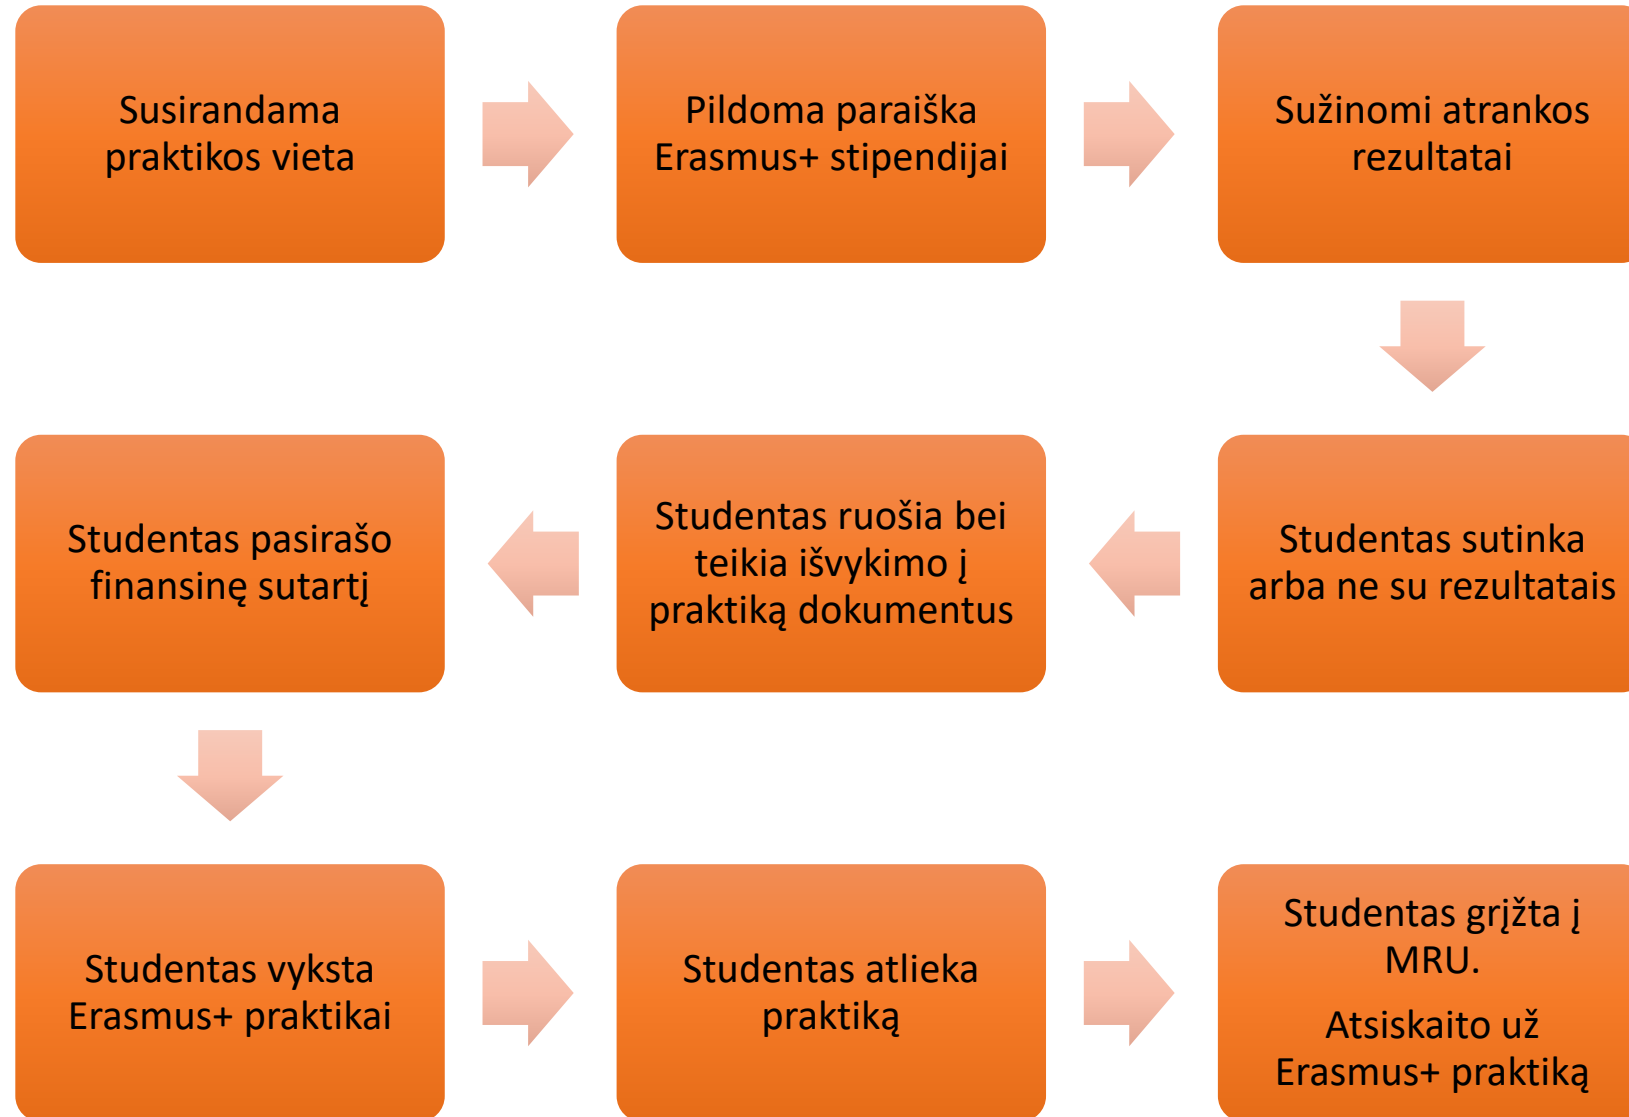 Susirandama
praktikos vieta
Pildoma paraiška
Erasmus+ stipendijai
Sužinomi atrankos
rezultatai
Studentas sutinka
arba ne su rezultatais
Studentas ruošia bei
teikia išvykimo į
praktiką dokumentus
Studentas pasirašo
finansinę sutartį
Studentas vyksta
Erasmus+ praktikai
Studentas atlieka
praktiką
Studentas grįžta į
MRU.
Atsiskaito už
Erasmus+ praktiką